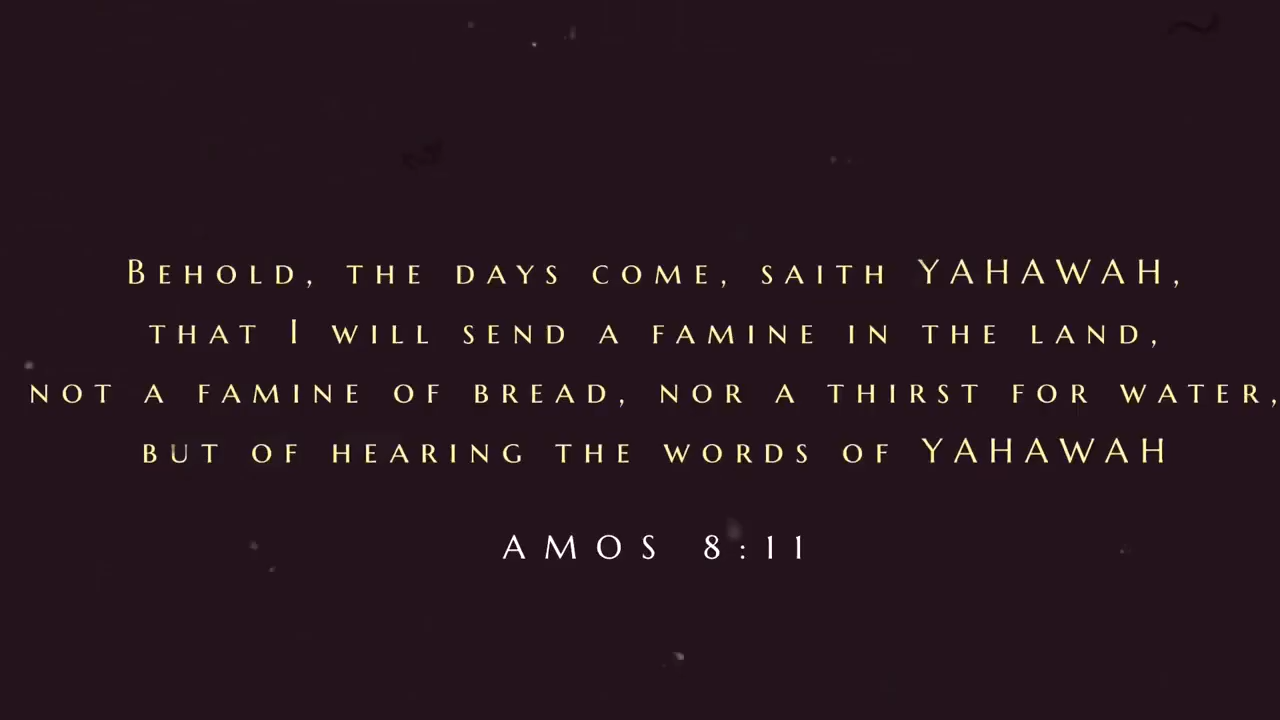 Behold, the days come, saith YAHAWAH,
that I will send a famine in the land,
not a famine of bread, nor a thirst for water,
but of hearing the words of YAHAWAH
AMOS 8:11